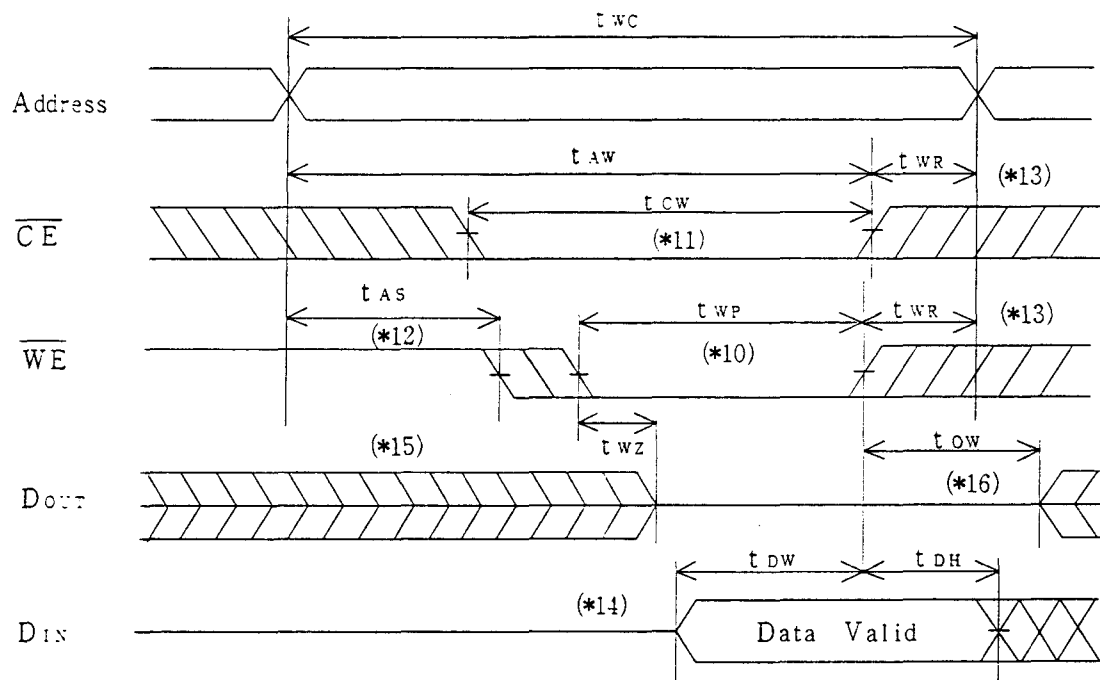 t WC
Address
t AW
t WR
(*13)
t CW
CE
(*11)
t AS
t WP
t WR
(*13)
WE
(*12)
(*10)
t WZ
t OW
(*15)
(*16)
DOUT
t DW
t DH
(*14)
DIN
Data Valid